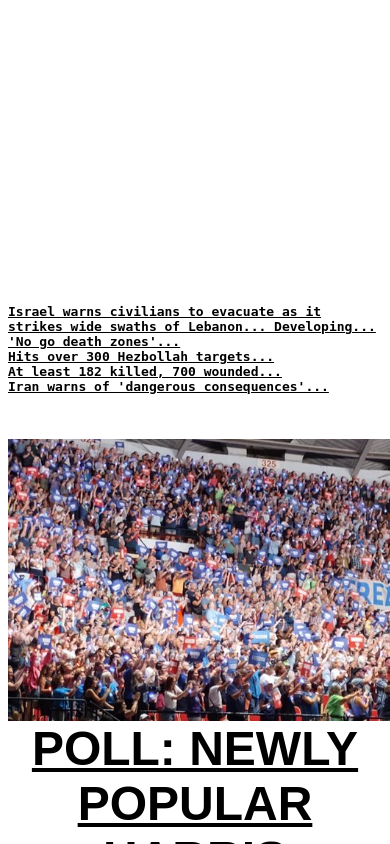 Israel warns civilians to evacuate as it
strikes wide swaths of Lebanon... Developing...
'No go death zones'...
Hits over 300 Hezbollah targets...
At least 182 killed, 700 wounded...
Iran warns of 'dangerous consequences'...
325
POLL: NEWLY
POPULAR
HARRIS